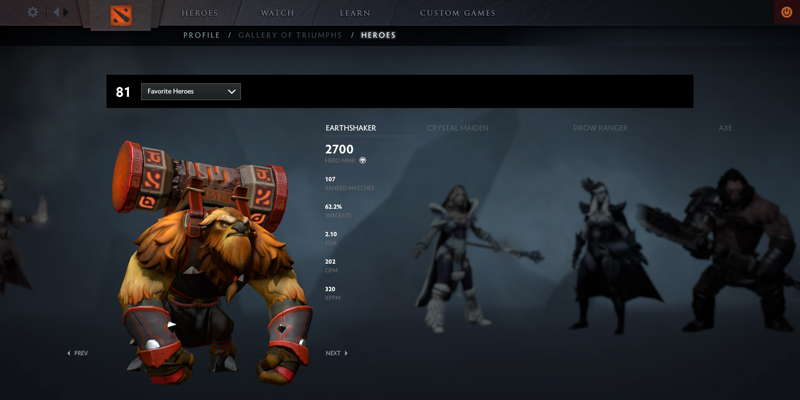 HEROES WATCH LEARN CUSTOM GAMES
PROFILE / GALLERY OF TRIUMPHS / HEROES
81 Favorite Heroes
EARTHSHAKER CRYSTAL MAIDEN DROW RANGER AXE
2700
HERO MMR
107
RANKED MATCHES
62.2%
WIN RATE
2.10
KDA
202
GPM
320
XPPM
PREV NEXT